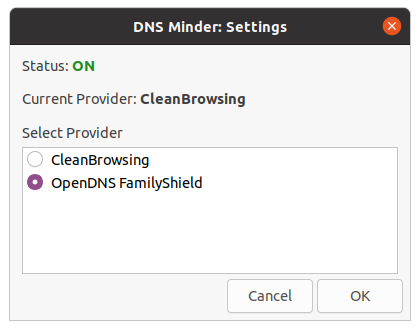 DNS Minder: Settings
Status: ON
Current Provider: CleanBrowsing
Select Provider
CleanBrowsing
OpenDNS FamilyShield
Cancel OK